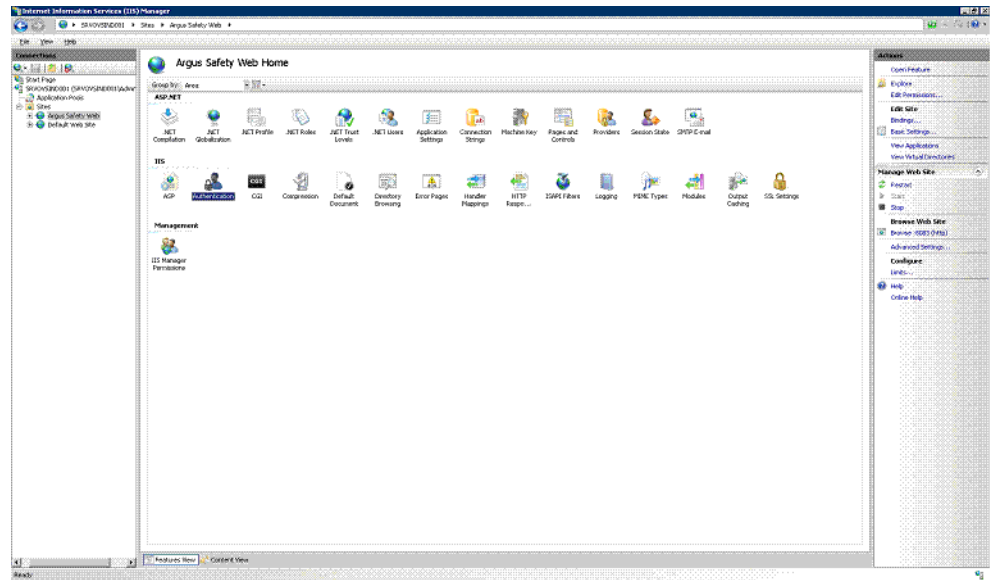 Internet Information Services (IIS) Manager
SRVOVSIND001 Sites Argus Safety Web
File View Help
Connections
Start Page
Application Pools
Sites
Argus Safety Web
Default Web Site
Argus Safety Web Home
Group by: Area
ASP.NET
.NET Compilation
.NET Globalization
.NET Profile
.NET Roles
.NET Trust Levels
.NET Users
Application Settings
Connection Strings
Machine Key
Pages and Controls
Providers
Session State
SMTP E-mail
IIS
ASP
Authentication
CGI
Compression
Default Document
Directory Browsing
Error Pages
Handler Mappings
HTTP Respo...
ISAPI Filters
Logging
MIME Types
Modules
Output Caching
SSL Settings
Management
IIS Manager Permissions
Features View
Content View
Actions
Open Feature
Explore
Edit Permissions...
Edit Site
Bindings...
Basic Settings...
View Applications
View Virtual Directories
Manage Web Site
Restart
Start
Stop
Browse Web Site
Browse :8083 (http)
Advanced Settings...
Configure
Limits...
Help
Online Help
Ready